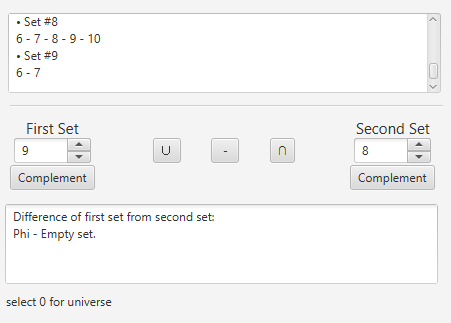 • Set #8
6 - 7 - 8 - 9 - 10
• Set #9
6 - 7
First Set
Second Set
9
∪
-
∩
8
Complement
Complement
Difference of first set from second set:
Phi - Empty set.
select 0 for universe